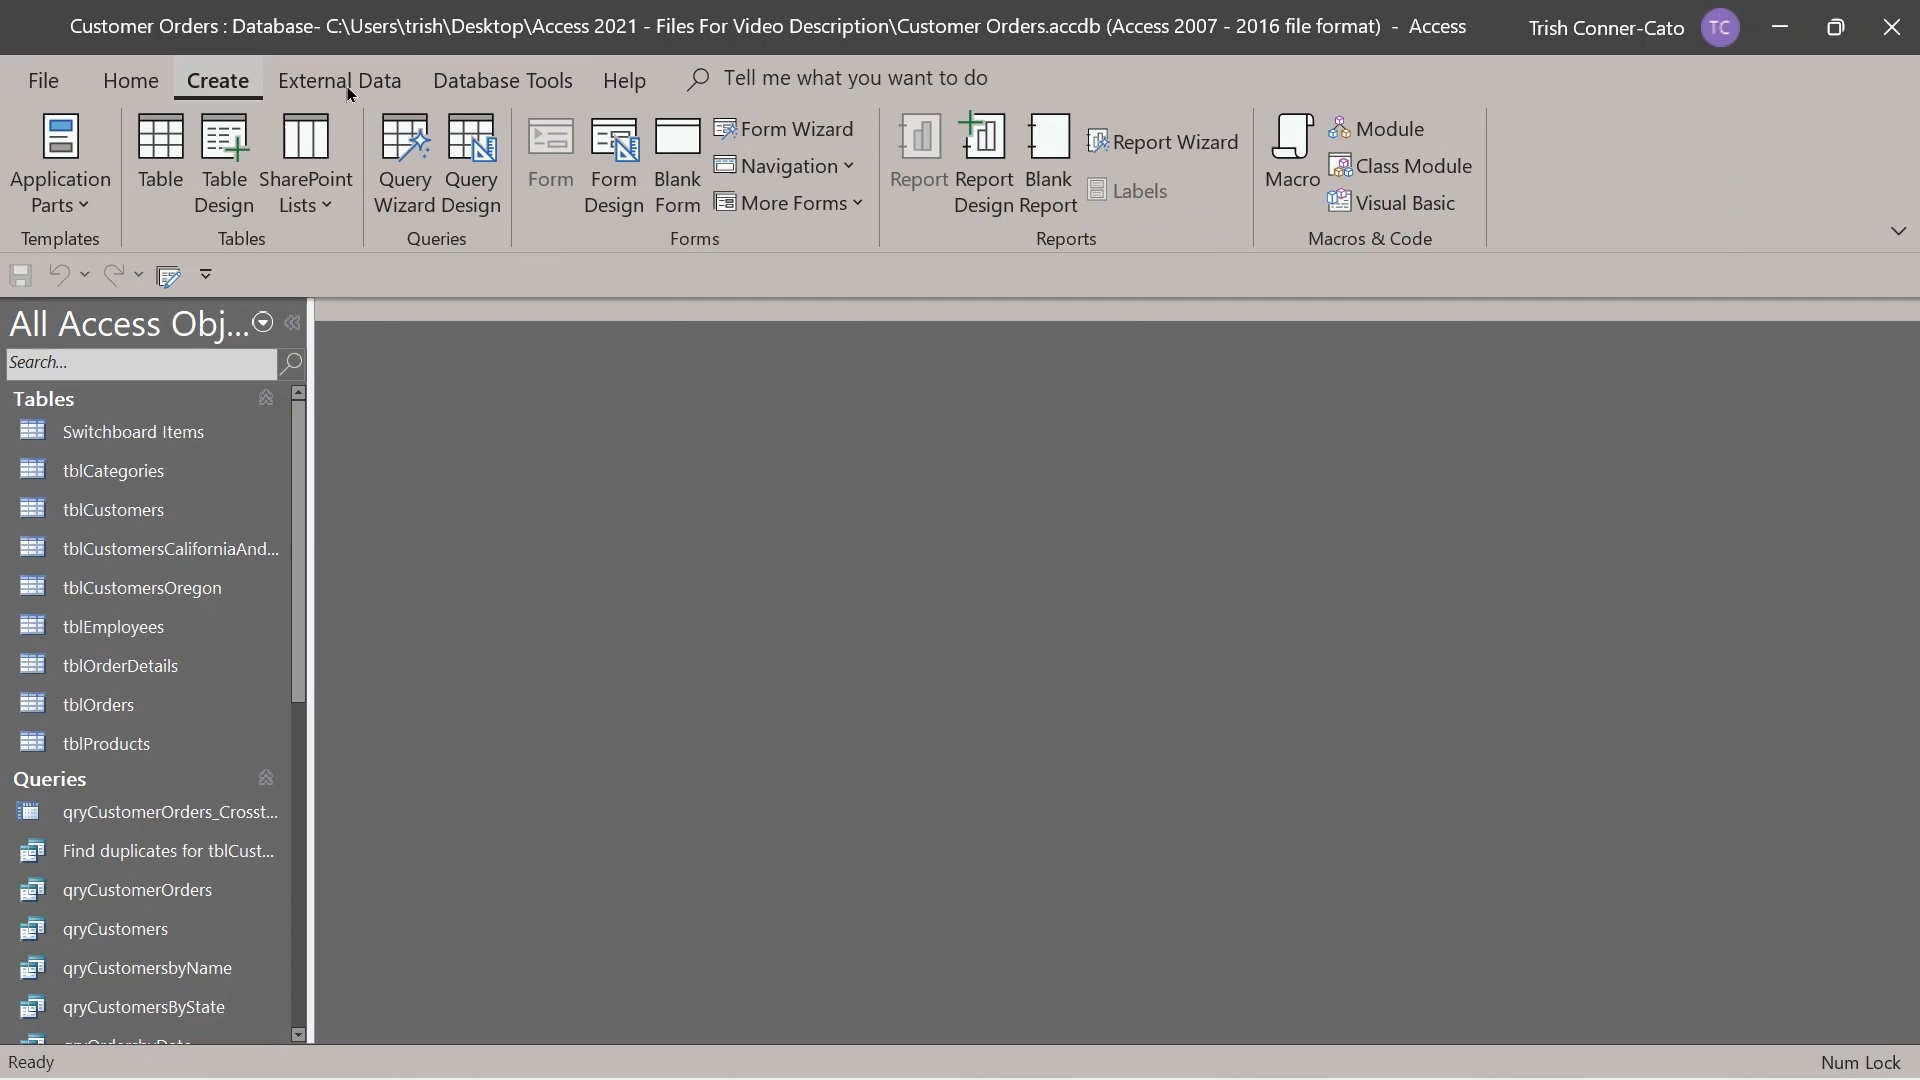 Customer Orders : Database- C:\Users\trish\Desktop\Access 2021 - Files For Video Description\Customer Orders.accdb (Access 2007 - 2016 file format) - Access
Trish Conner-Cato
TC
File
Home
Create
External Data
Database Tools
Help
Tell me what you want to do
Application
Parts
Templates
Table
Table
Design
SharePoint
Lists
Tables
Query
Wizard
Query
Design
Queries
Form
Form
Design
Blank
Form
Form Wizard
Navigation
More Forms
Forms
Report
Report
Design
Blank
Report
Report Wizard
Labels
Reports
Macro
Module
Class Module
Visual Basic
Macros & Code
All Access Obj...
Search...
Tables
Switchboard Items
tblCategories
tblCustomers
tblCustomersCaliforniaAnd...
tblCustomersOregon
tblEmployees
tblOrderDetails
tblOrders
tblProducts
Queries
qryCustomerOrders_Crosst...
Find duplicates for tblCust...
qryCustomerOrders
qryCustomers
qryCustomersbyName
qryCustomersByState
Ready
Num Lock